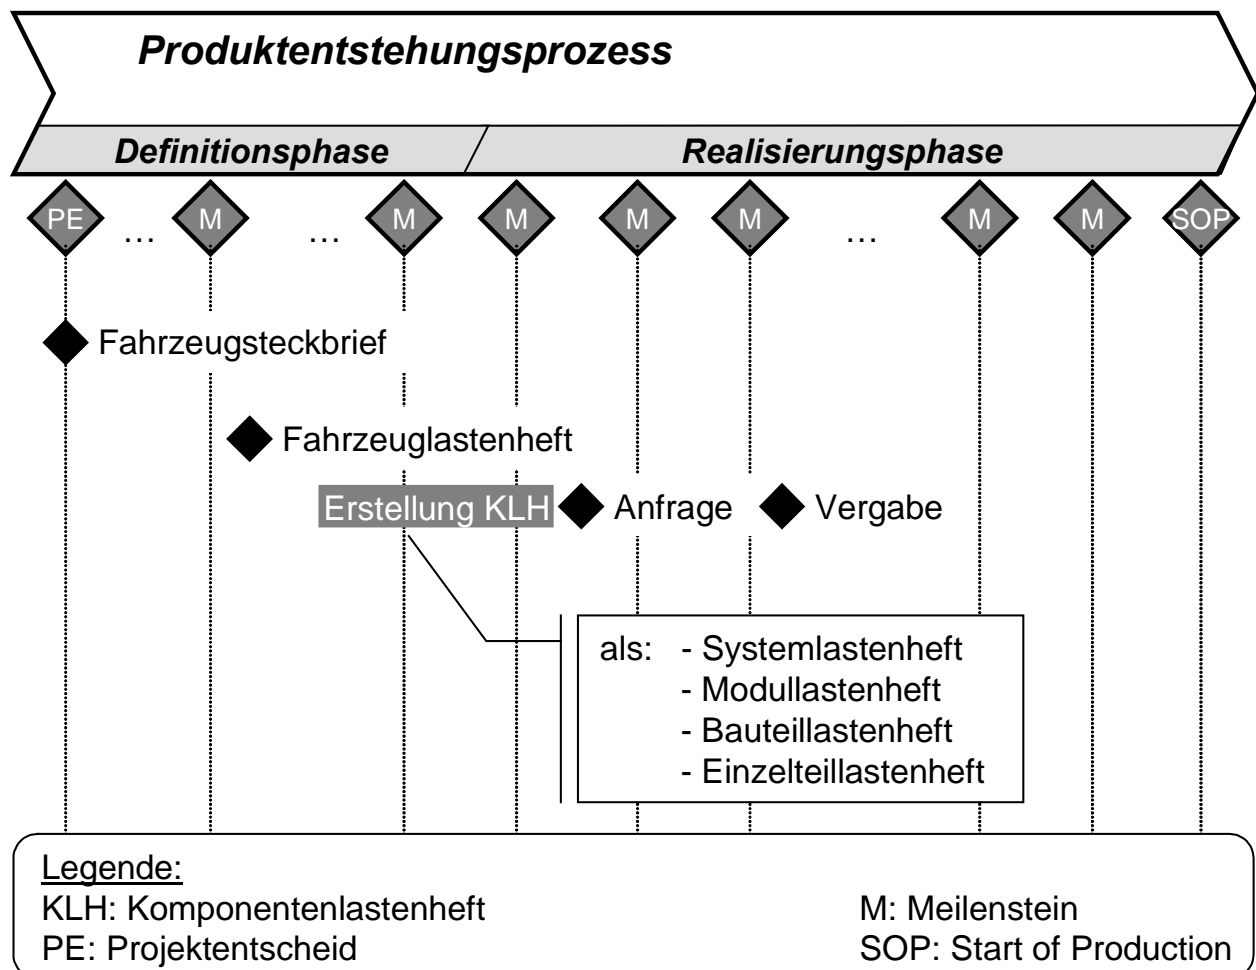 Produktentstehungsprozess
Definitionsphase Realisierungsphase
PE ... M ... M M M M ... M M SOP
Fahrzeugsteckbrief
Fahrzeuglastenheft
Erstellung KLH Anfrage Vergabe
als: - Systemlastenheft
- Modullastenheft
- Bauteillastenheft
- Einzelteillastenheft
Legende:
KLH: Komponentenlastenheft M: Meilenstein
PE: Projektentscheid SOP: Start of Production